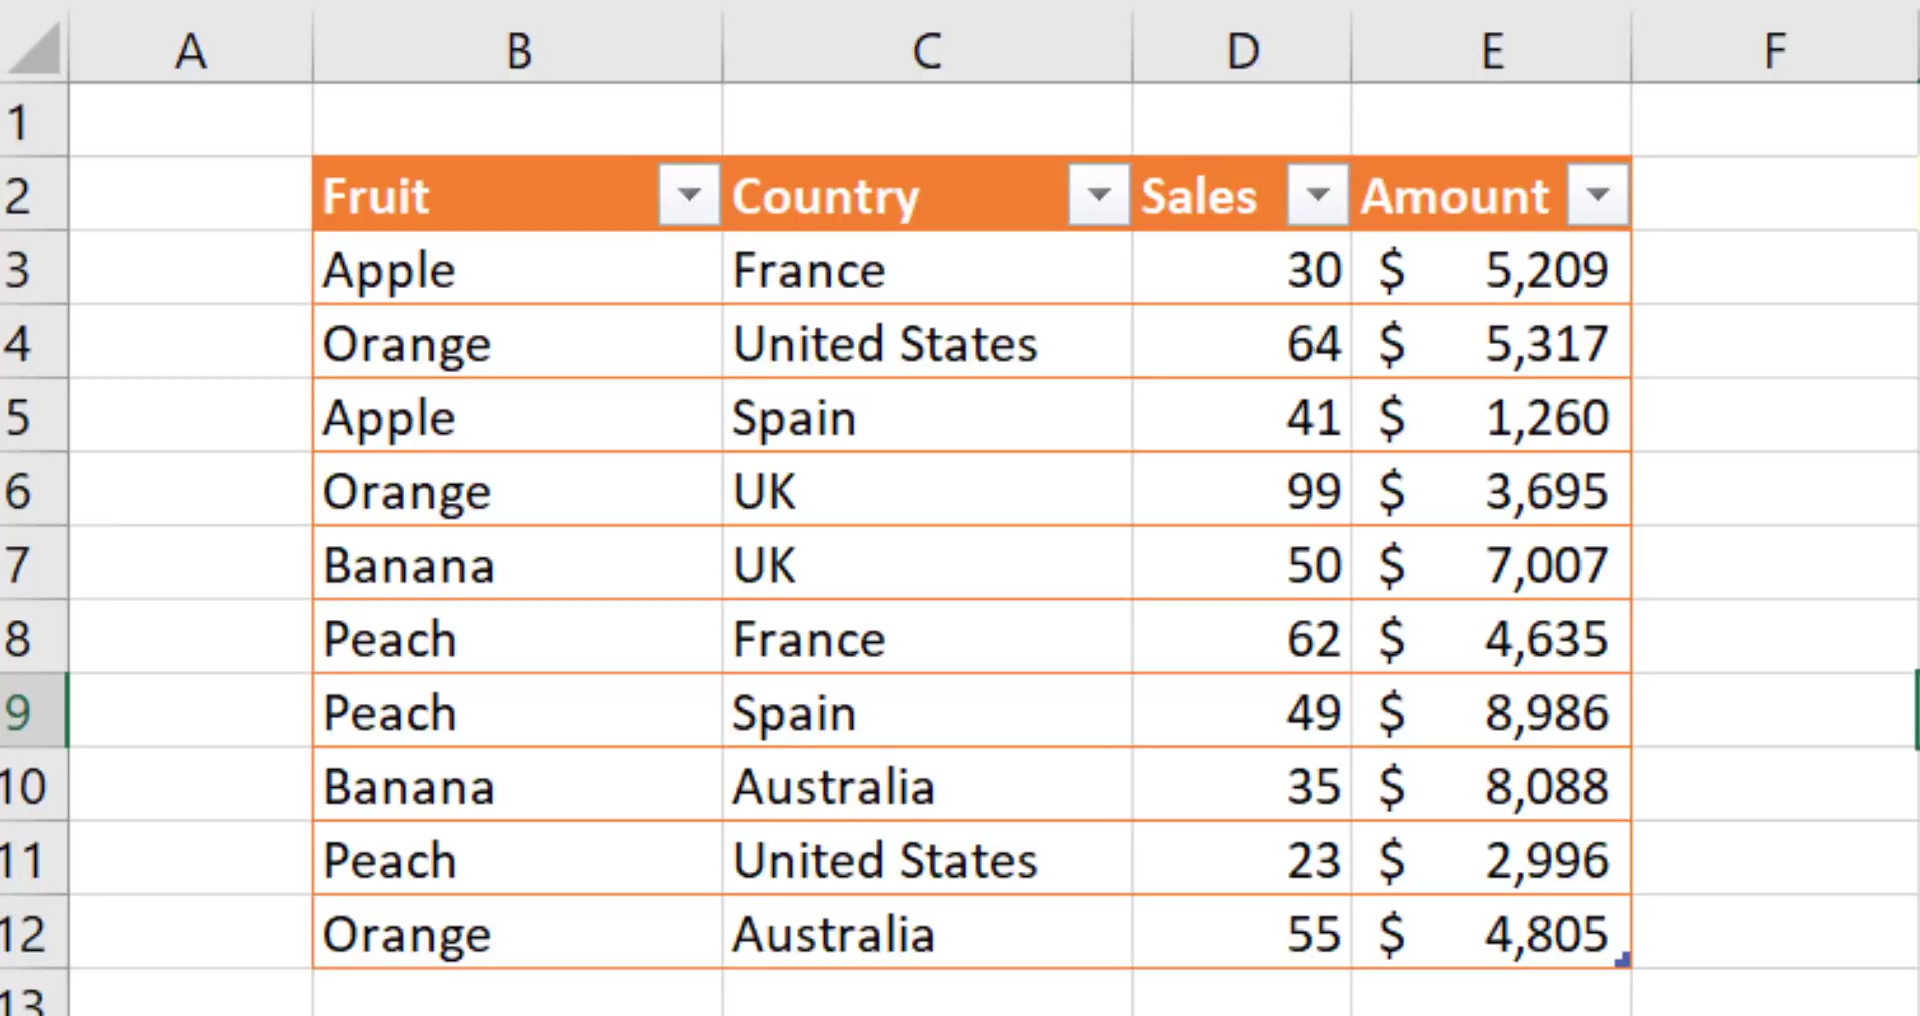 A B C D E F
1
2 Fruit Country Sales Amount
3 Apple France 30 $ 5,209
4 Orange United States 64 $ 5,317
5 Apple Spain 41 $ 1,260
6 Orange UK 99 $ 3,695
7 Banana UK 50 $ 7,007
8 Peach France 62 $ 4,635
9 Peach Spain 49 $ 8,986
10 Banana Australia 35 $ 8,088
11 Peach United States 23 $ 2,996
12 Orange Australia 55 $ 4,805
13